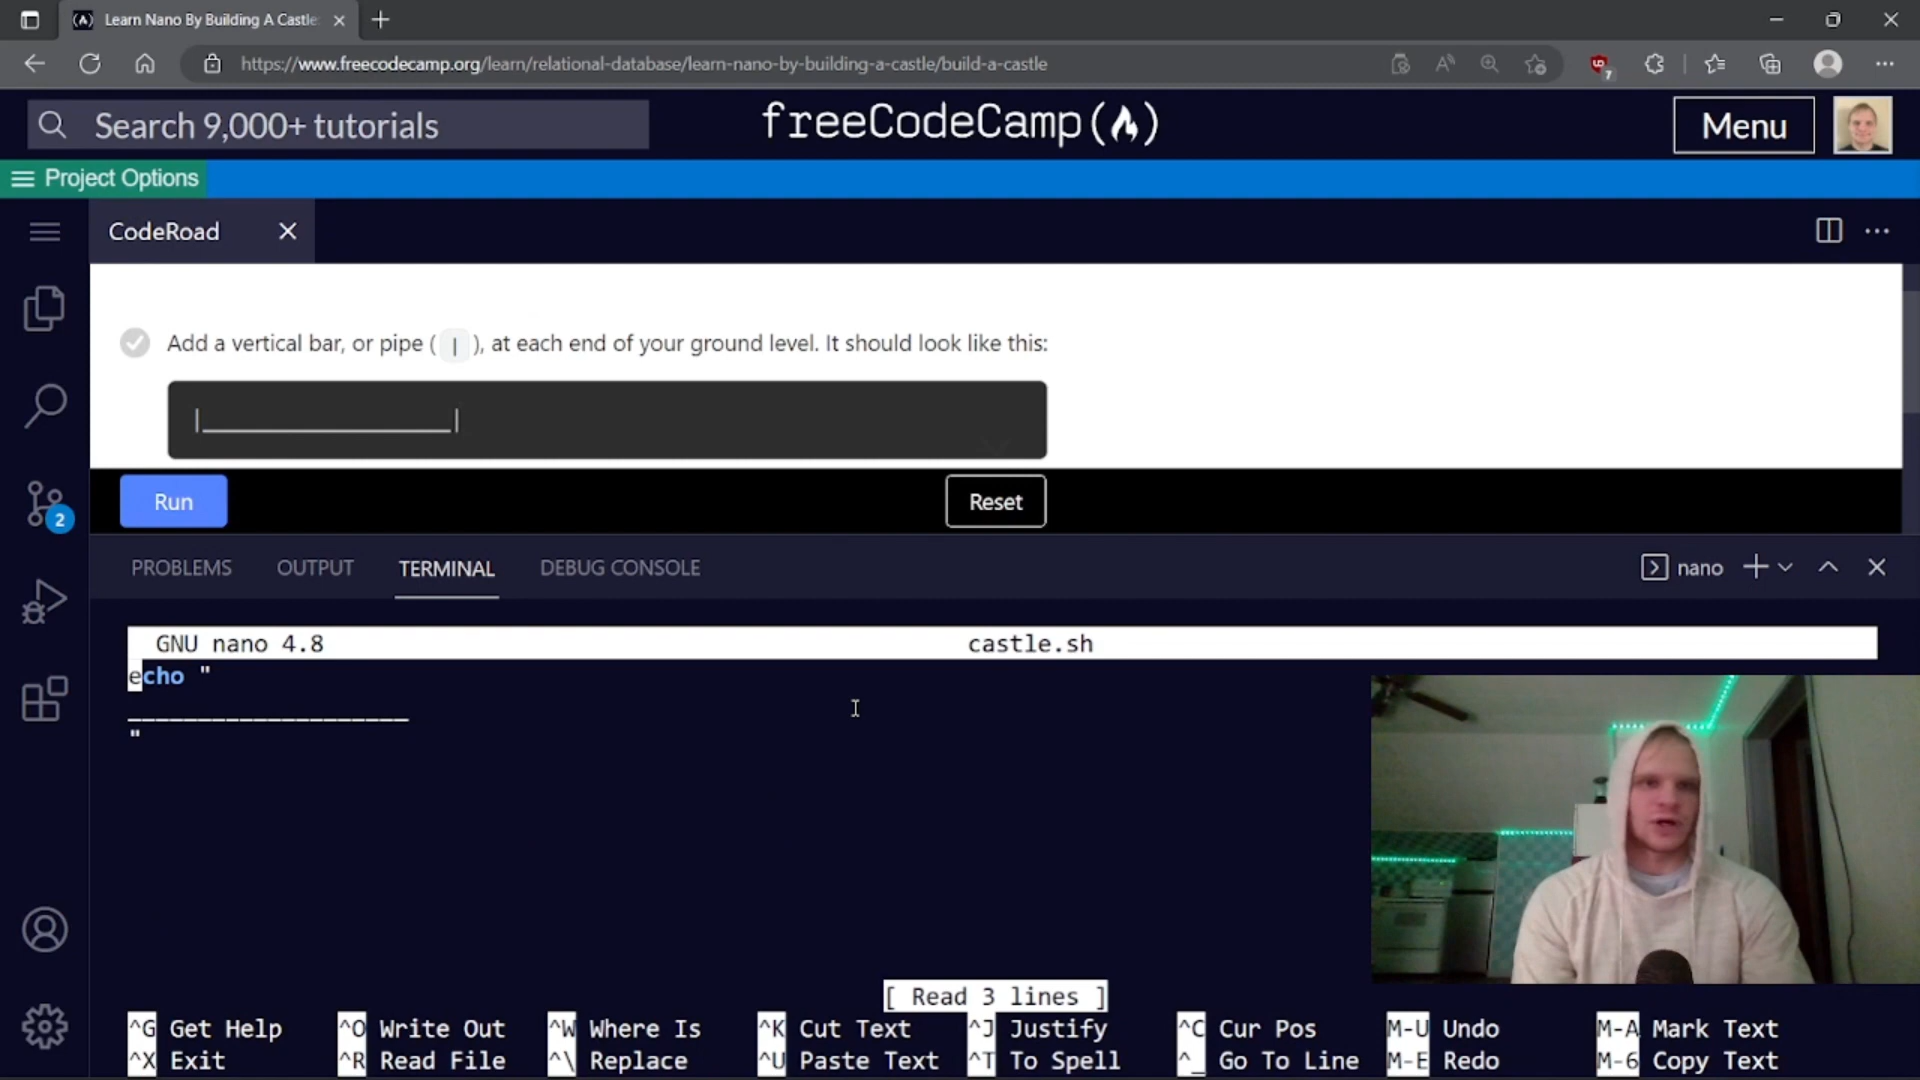 Learn Nano By Building A Castle
https://www.freecodecamp.org/learn/relational-database/learn-nano-by-building-a-castle/build-a-castle
7
Search 9,000+ tutorials
freeCodeCamp(🔥)
Menu
Project Options
CodeRoad
Add a vertical bar, or pipe ( | ), at each end of your ground level. It should look like this:
|____________________|
Run
Reset
2
PROBLEMS OUTPUT TERMINAL DEBUG CONSOLE
nano
GNU nano 4.8 castle.sh
echo "
____________________
"
[ Read 3 lines ]
^G Get Help ^O Write Out ^W Where Is ^K Cut Text ^J Justify ^C Cur Pos M-U Undo M-A Mark Text
^X Exit ^R Read File ^\ Replace ^U Paste Text ^T To Spell ^_ Go To Line M-E Redo M-6 Copy Text